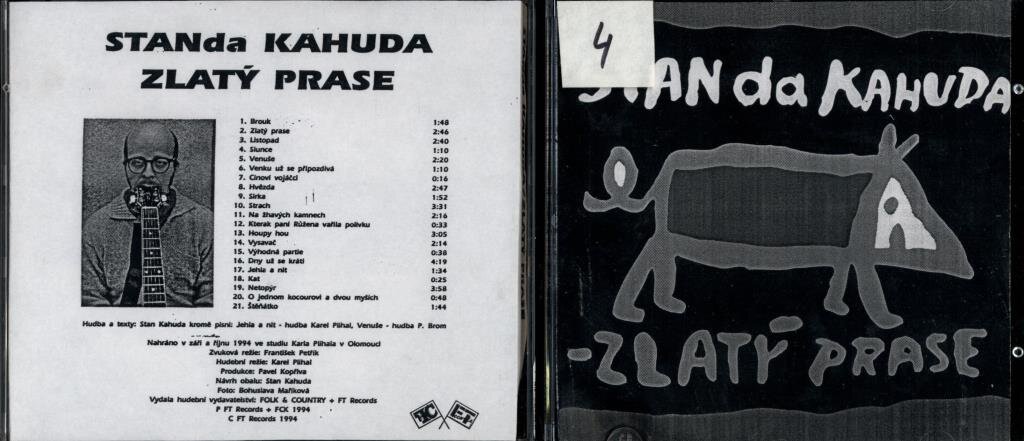 STANda KAHUDA
ZLATÝ PRASE
1. Brouk 1:48
2. Zlatý prase 2:46
3. Listopad 2:40
4. Slunce 1:10
5. Venuše 2:20
6. Venku už se připozdívá 1:10
7. Cínoví vojáčci 0:16
8. Hvězda 2:47
9. Sirka 1:52
10. Strach 3:31
11. Na žhavých kamnech 2:16
12. Kterak paní Růžena vařila polívku 0:33
13. Houpy hou 3:05
14. Vysavač 2:14
15. Výhodná partie 0:38
16. Dny už se krátí 4:19
17. Jehla a nit 1:34
18. Kat 0:25
19. Netopýr 3:58
20. O jednom kocourovi a dvou myších 0:48
21. Štěňátko 1:44
Hudba a texty: Stan Kahuda kromě písní: Jehla a nit - hudba Karel Plíhal, Venuše - hudba P. Brom
Nahráno v září a říjnu 1994 ve studiu Karla Plíhala v Olomouci
Zvuková režie: František Petřík
Hudební režie: Karel Plíhal
Produkce: Pavel Kopřiva
Návrh obalu: Stan Kahuda
Foto: Bohuslava Maříková
Vydala hudební vydavatelství: FOLK & COUNTRY + FT Records
P FT Records + FCK 1994
C FT Records 1994
4
STAN da KAHUDA
-ZLATÝ PRASE